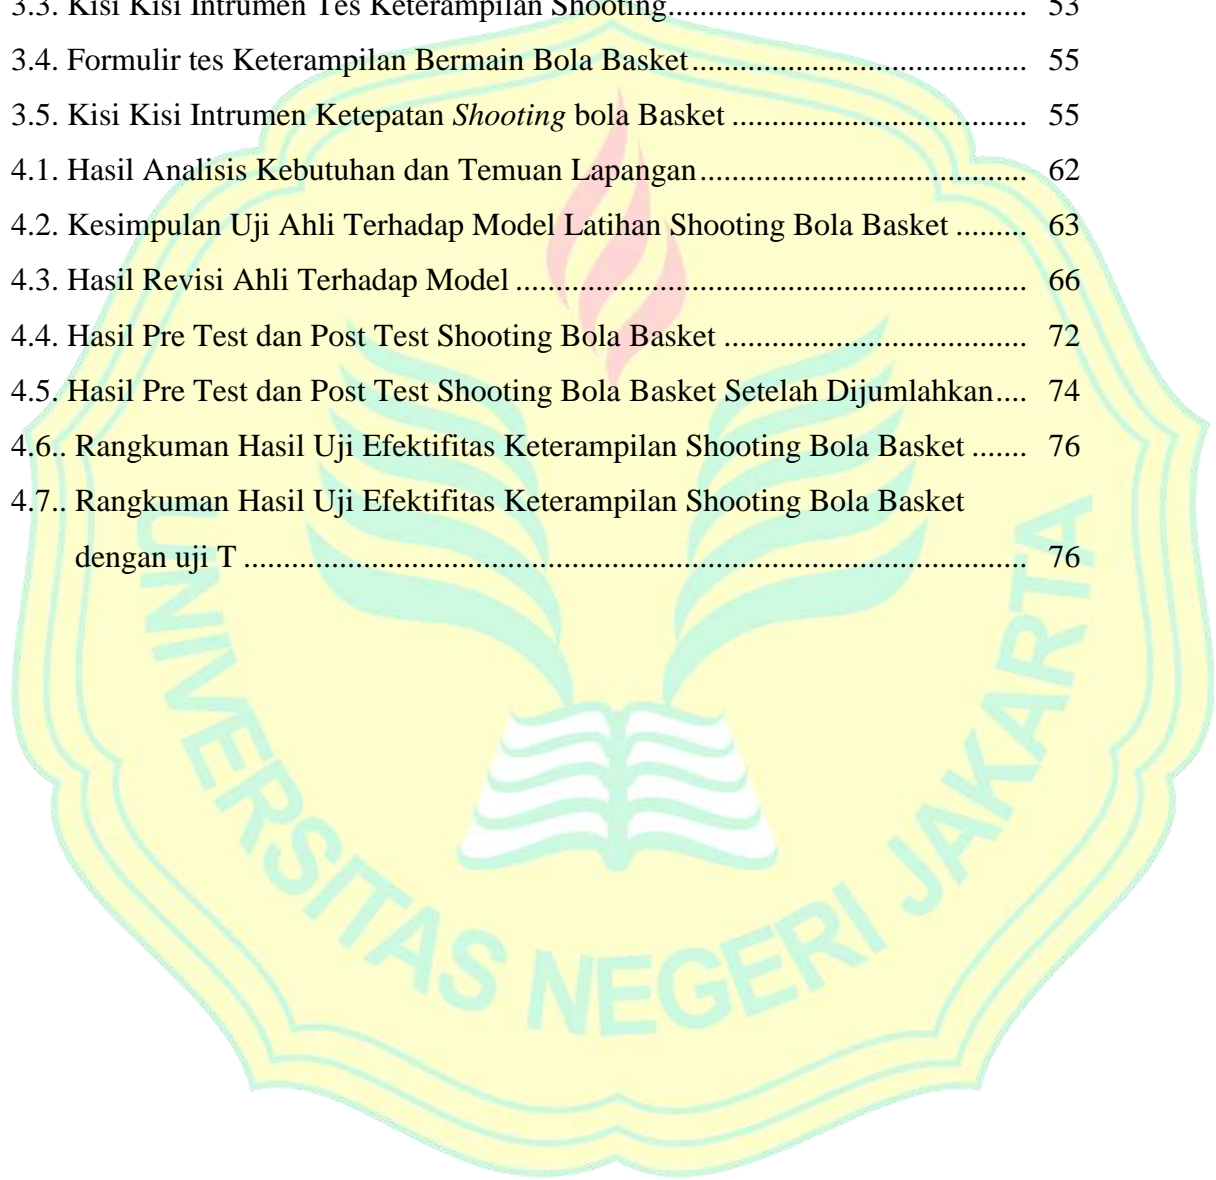 3.3. Kisi Kisi Intrumen Tes Keterampilan Shooting.............................................. 53
3.4. Formulir tes Keterampilan Bermain Bola Basket........................................... 55
3.5. Kisi Kisi Intrumen Ketepatan Shooting bola Basket ...................................... 55
4.1. Hasil Analisis Kebutuhan dan Temuan Lapangan.......................................... 62
4.2. Kesimpulan Uji Ahli Terhadap Model Latihan Shooting Bola Basket ......... 63
4.3. Hasil Revisi Ahli Terhadap Model ................................................................. 66
4.4. Hasil Pre Test dan Post Test Shooting Bola Basket ....................................... 72
4.5. Hasil Pre Test dan Post Test Shooting Bola Basket Setelah Dijumlahkan.... 74
4.6.. Rangkuman Hasil Uji Efektifitas Keterampilan Shooting Bola Basket ....... 76
4.7.. Rangkuman Hasil Uji Efektifitas Keterampilan Shooting Bola Basket
dengan uji T .................................................................................................... 76
UNIVERSITAS NEGERI JAKARTA